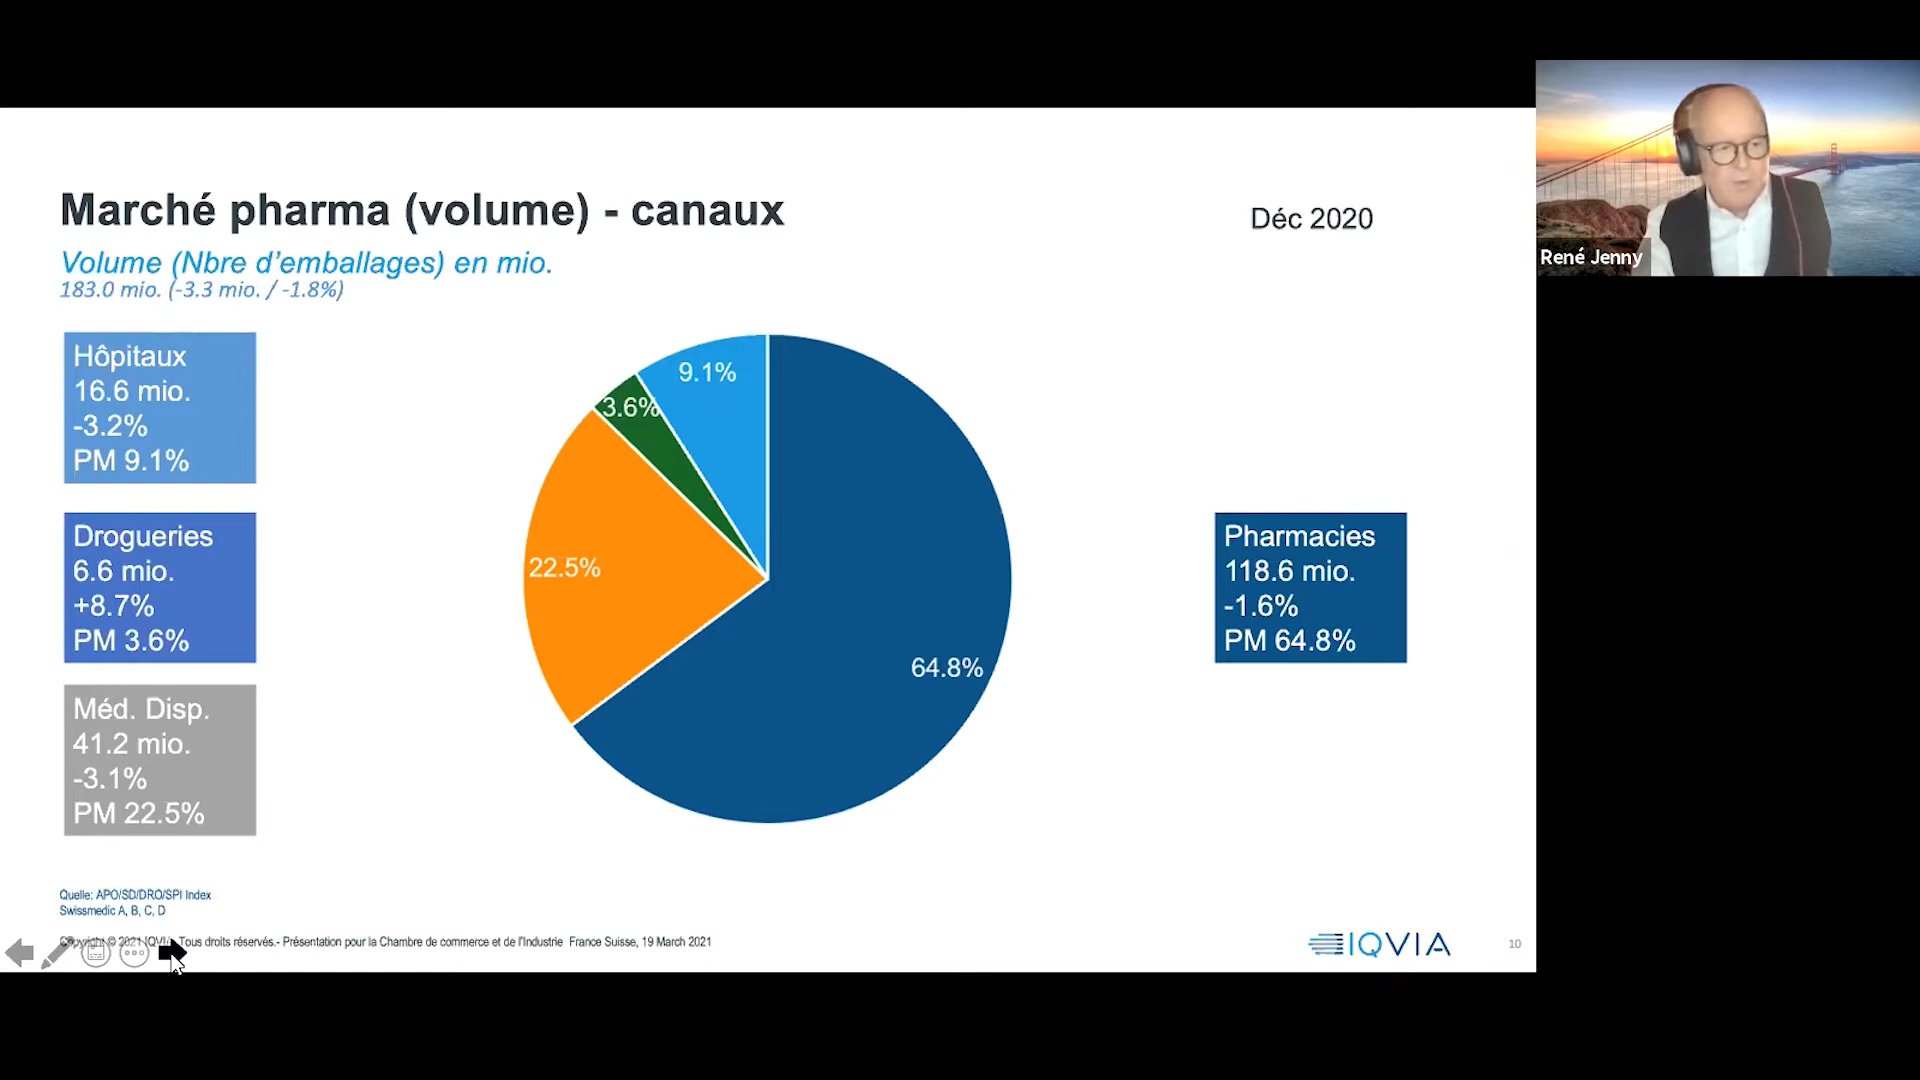 Marché pharma (volume) - canaux
Déc 2020
Volume (Nbre d'emballages) en mio.
183.0 mio. (-3.3 mio. / -1.8%)
Hôpitaux
16.6 mio.
-3.2%
PM 9.1%
Drogueries
6.6 mio.
+8.7%
PM 3.6%
Méd. Disp.
41.2 mio.
-3.1%
PM 22.5%
9.1%
3.6%
22.5%
64.8%
Pharmacies
118.6 mio.
-1.6%
PM 64.8%
Quelle: APO/SD/DRO/SPI Index
Swissmedic A, B, C, D
Copyright © 2021 IQVIA. Tous droits réservés.- Présentation pour la Chambre de commerce et de l'Industrie France Suisse, 19 March 2021
IQVIA
10
René Jenny